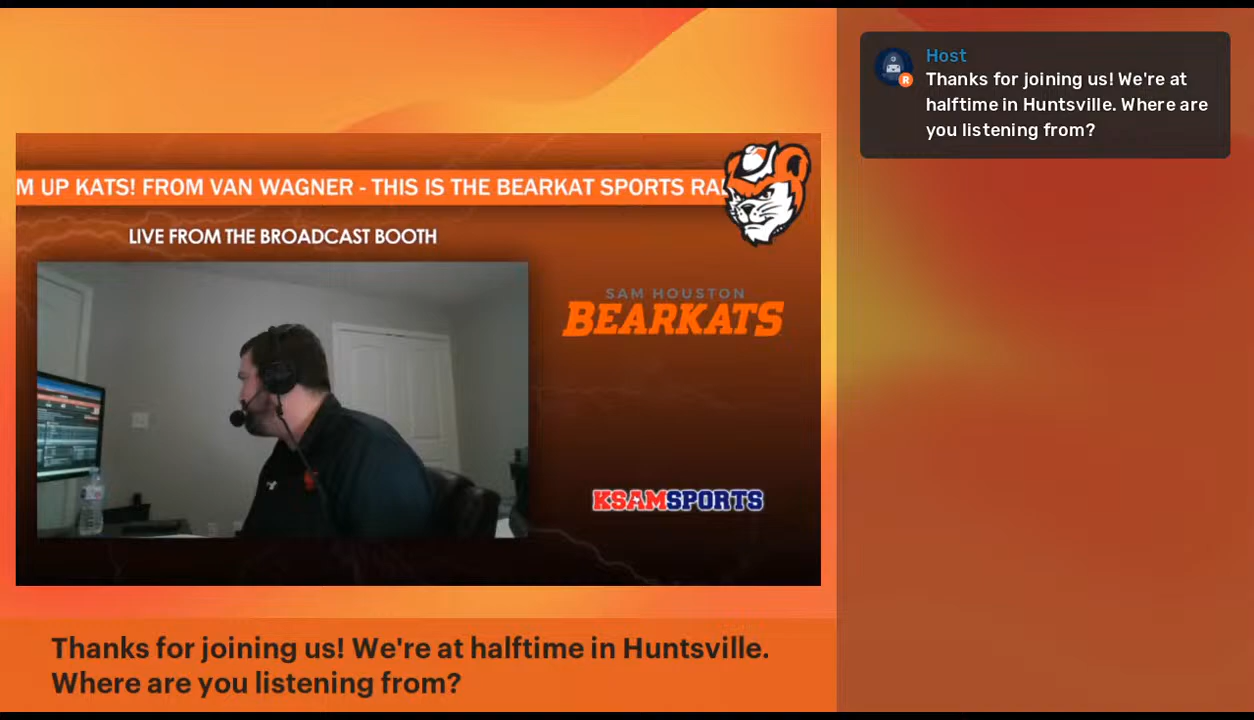 M UP KATS! FROM VAN WAGNER - THIS IS THE BEARKAT SPORTS RA
LIVE FROM THE BROADCAST BOOTH
SAM HOUSTON
BEARKATS
KSAMSPORTS
Thanks for joining us! We're at halftime in Huntsville.
Where are you listening from?
R
Host
Thanks for joining us! We're at
halftime in Huntsville. Where are
you listening from?